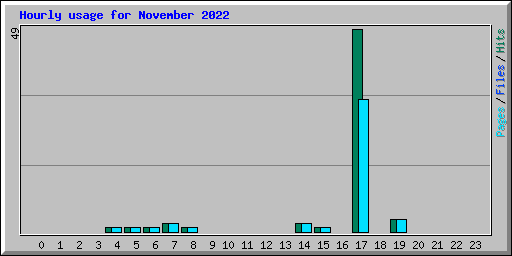 Hourly usage for November 2022
49
Pages/Files/Hits
0 1 2 3 4 5 6 7 8 9 10 11 12 13 14 15 16 17 18 19 20 21 22 23